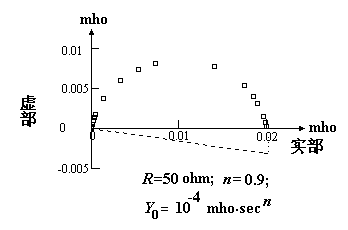 mho
0.01
虚部
0.005
0
0
0.01
0.02
mho
实部
-0.005
R=50 ohm; n=0.9;
Y₀= 10⁻⁴ mho·secⁿ